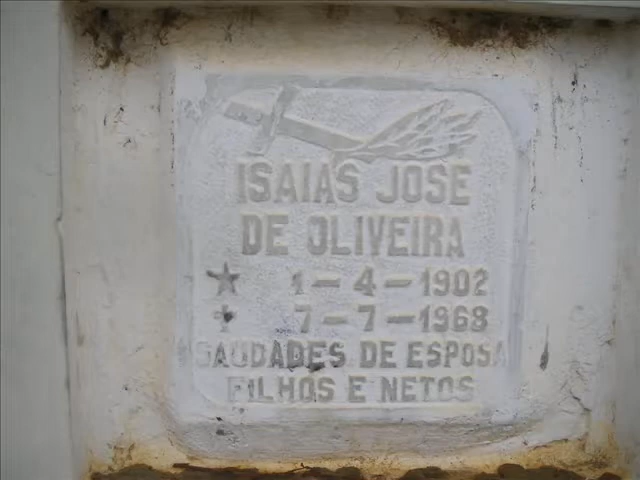 ISAIAS JOSE
DE OLIVEIRA
1-4-1902
7-7-1968
SAUDADES DE ESPOSA
FILHOS E NETOS